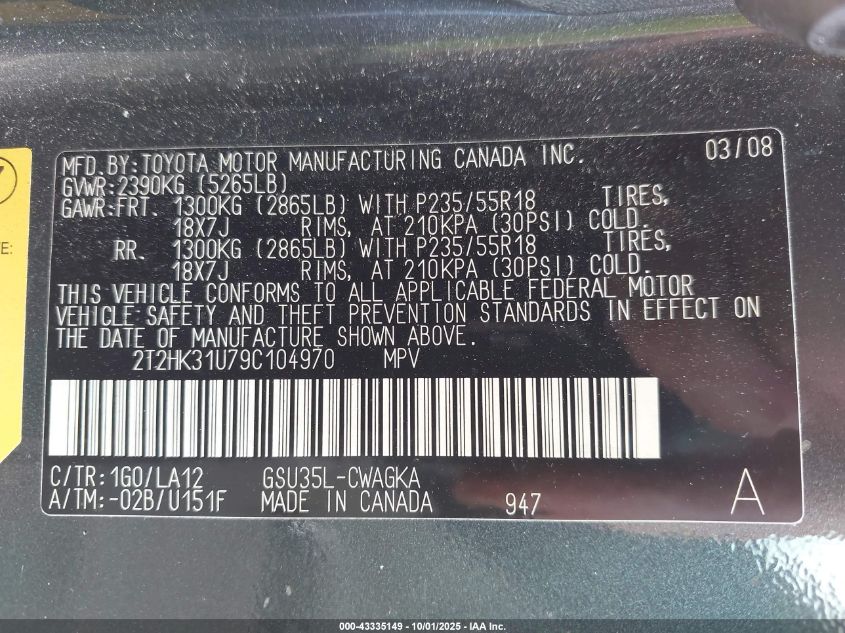 MFD.BY:TOYOTA MOTOR MANUFACTURING CANADA INC. 03/08
GVWR:2390KG (5265LB)
GAWR:FRT. 1300KG (2865LB) WITH P235/55R18 TIRES,
18X7J RIMS, AT 210KPA (30PSI) COLD.
RR. 1300KG (2865LB) WITH P235/55R18 TIRES,
18X7J RIMS, AT 210KPA (30PSI) COLD.
THIS VEHICLE CONFORMS TO ALL APPLICABLE FEDERAL MOTOR
VEHICLE SAFETY AND THEFT PREVENTION STANDARDS IN EFFECT ON
THE DATE OF MANUFACTURE SHOWN ABOVE.
2T2HK31U79C104970 MPV
C/TR:1G0/LA12 GSU35L-CWAGKA
A/TM:-02B/U151F MADE IN CANADA 947 A
E:
000-43335149 - 10/01/2025 - IAA Inc.